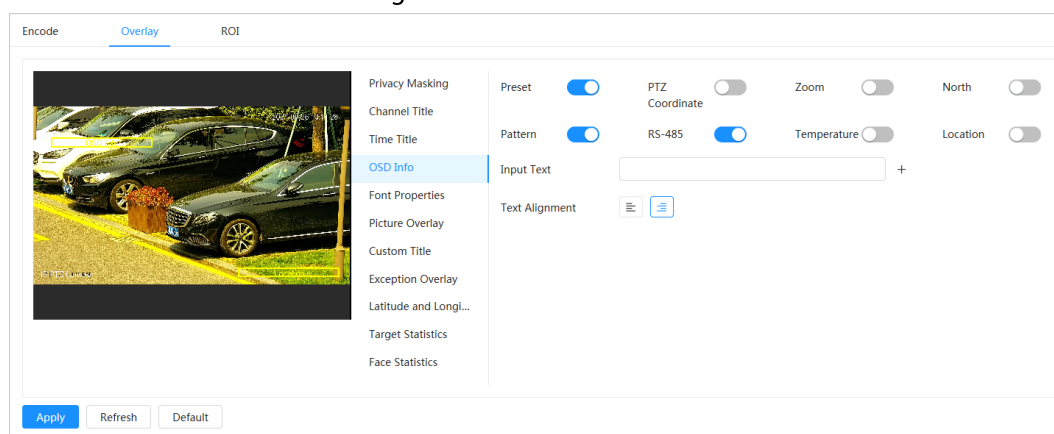 Encode Overlay ROI
Privacy Masking
Channel Title
Time Title
OSD Info
Font Properties
Picture Overlay
Custom Title
Exception Overlay
Latitude and Longi...
Target Statistics
Face Statistics
Preset PTZ Coordinate Zoom North
Pattern RS-485 Temperature Location
Input Text +
Text Alignment
Apply Refresh Default